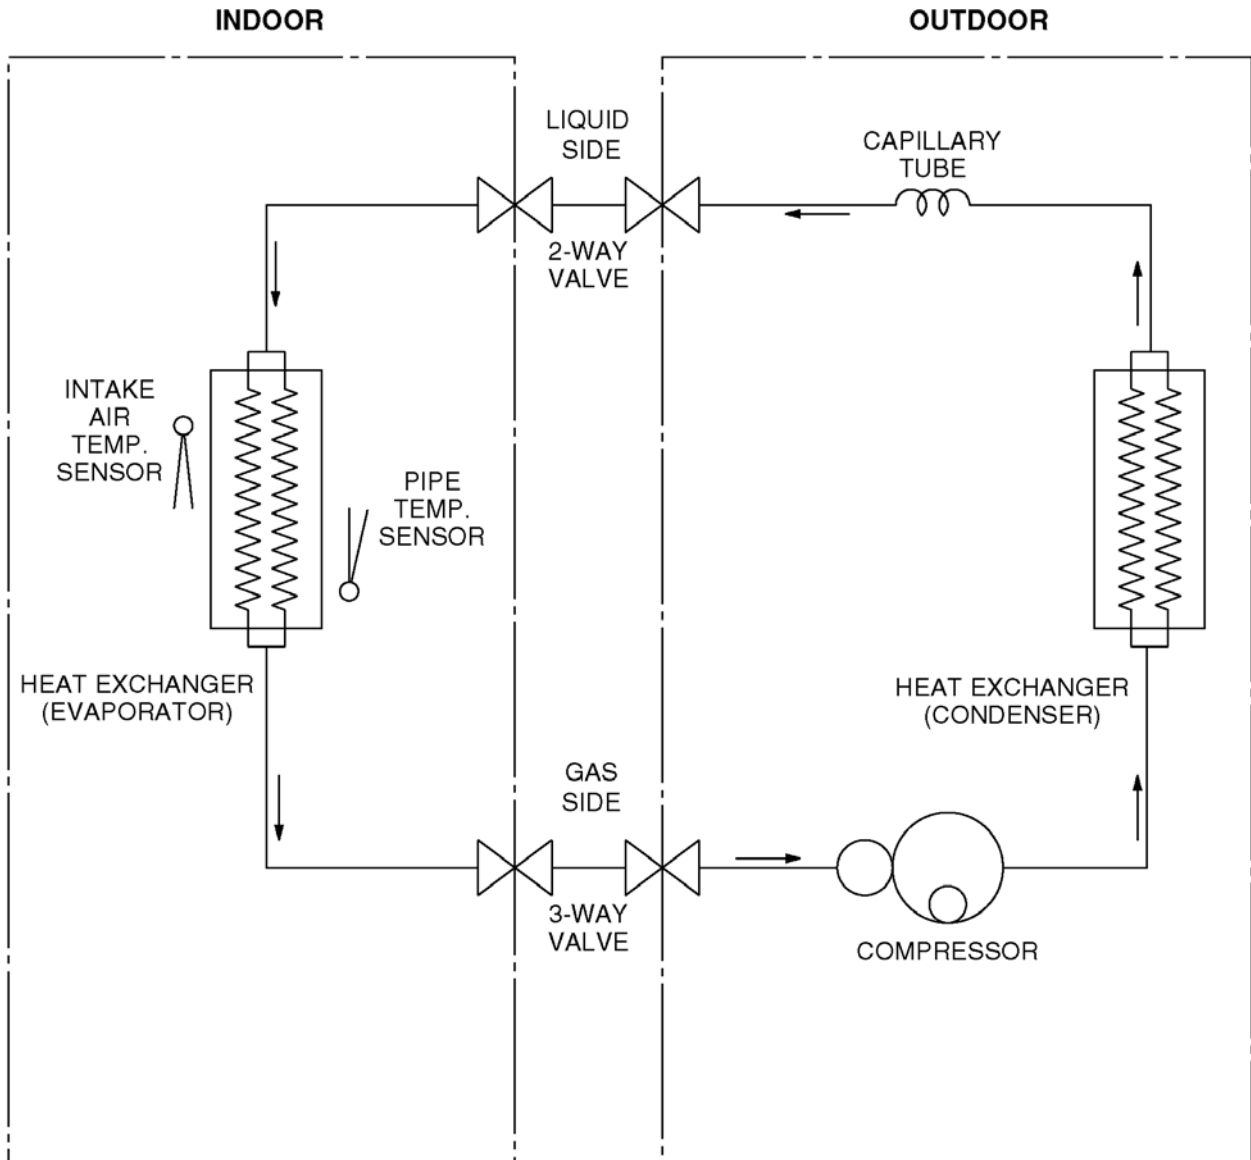 INDOOR
OUTDOOR
LIQUID
SIDE
CAPILLARY
TUBE
2-WAY
VALVE
INTAKE
AIR
TEMP.
SENSOR
PIPE
TEMP.
SENSOR
HEAT EXCHANGER
(EVAPORATOR)
HEAT EXCHANGER
(CONDENSER)
GAS
SIDE
3-WAY
VALVE
COMPRESSOR